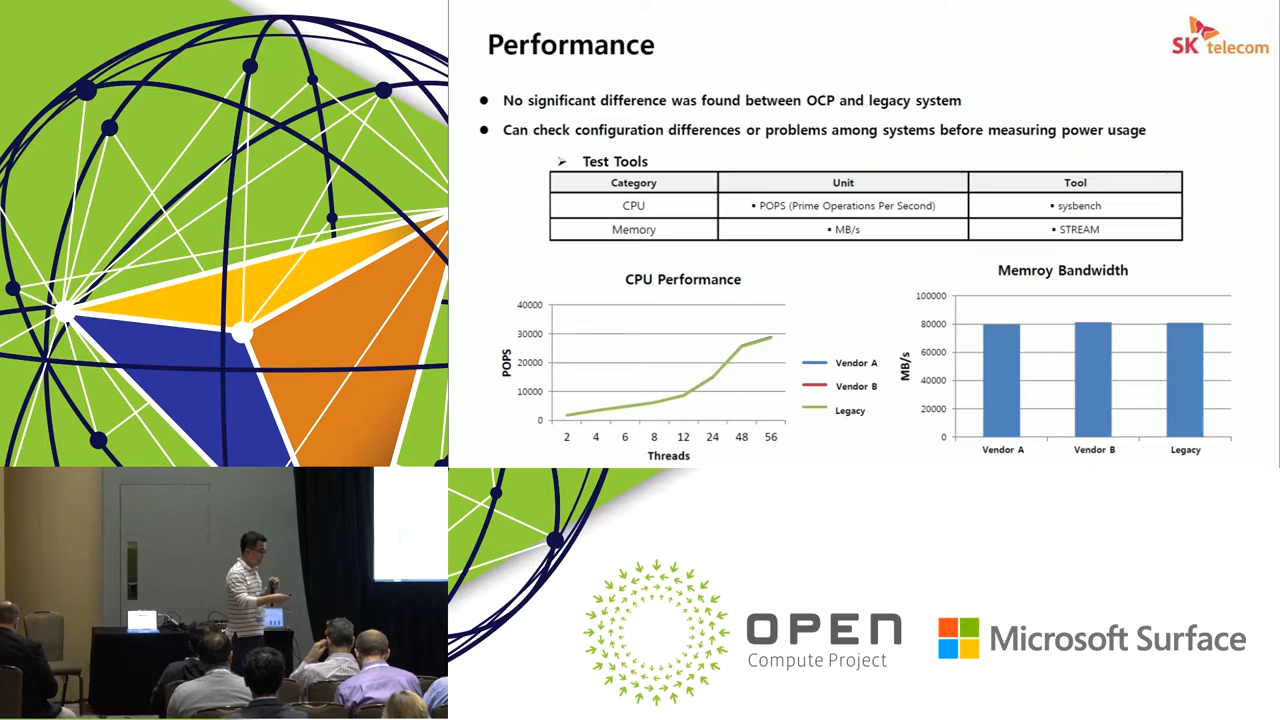 Performance
SK telecom
● No significant difference was found between OCP and legacy system
● Can check configuration differences or problems among systems before measuring power usage
➢ Test Tools
Category Unit Tool
CPU ▪ POPS (Prime Operations Per Second) ▪ sysbench
Memory ▪ MB/s ▪ STREAM
CPU Performance
POPS
40000
30000
20000
10000
0
2 4 6 8 12 24 48 56
Threads
Vendor A
Vendor B
Legacy
Memroy Bandwidth
MB/s
100000
80000
60000
40000
20000
0
Vendor A Vendor B Legacy
OPEN
Compute Project
Microsoft Surface